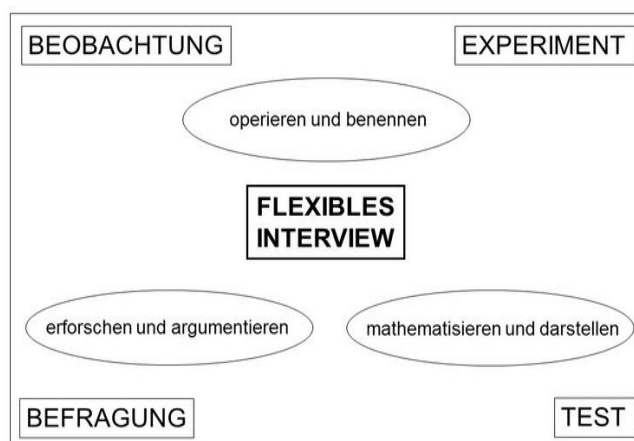 BEOBACHTUNG
EXPERIMENT
operieren und benennen
FLEXIBLES
INTERVIEW
erforschen und argumentieren
mathematisieren und darstellen
BEFRAGUNG
TEST